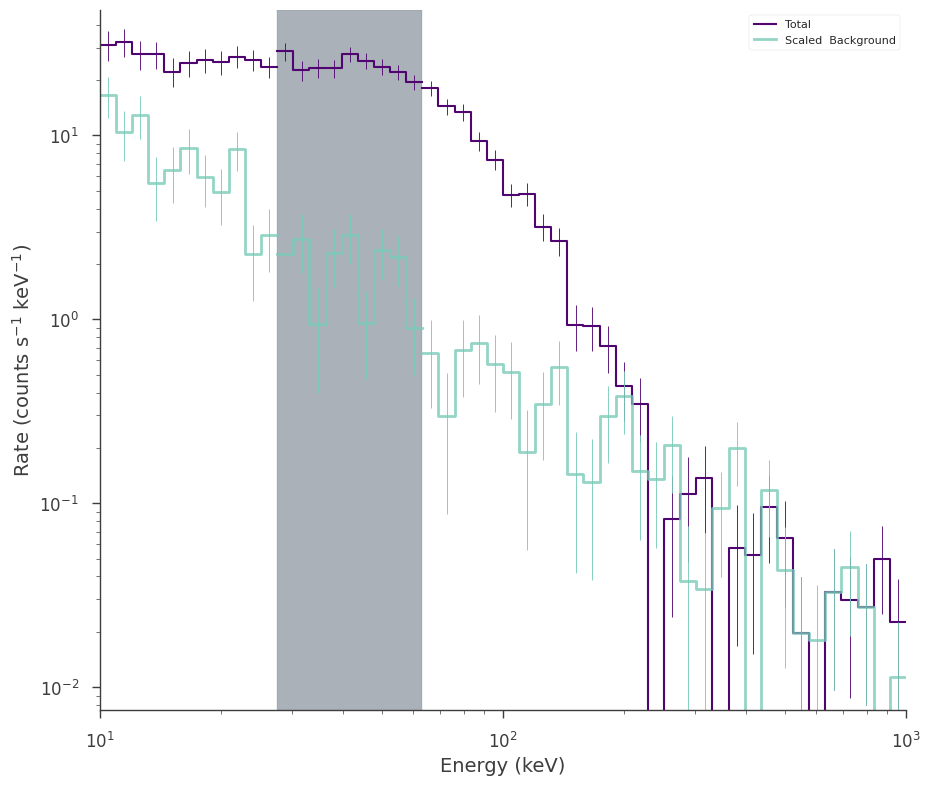 Total
Scaled  Background
Rate (counts s⁻¹ keV⁻¹)
10¹
10⁰
10⁻¹
10⁻²
10¹ 10² 10³
Energy (keV)